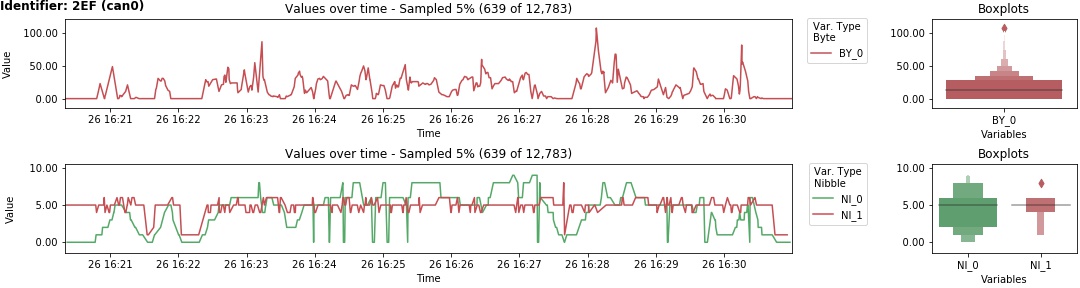 Identifier: 2EF (can0)
Values over time - Sampled 5% (639 of 12,783)
Value
100.00
50.00
0.00
26 16:21 26 16:22 26 16:23 26 16:24 26 16:25 26 16:26 26 16:27 26 16:28 26 16:29 26 16:30
Time
Var. Type
Byte
BY_0
Boxplots
100.00
50.00
0.00
BY_0
Variables
Values over time - Sampled 5% (639 of 12,783)
Value
10.00
5.00
0.00
26 16:21 26 16:22 26 16:23 26 16:24 26 16:25 26 16:26 26 16:27 26 16:28 26 16:29 26 16:30
Time
Var. Type
Nibble
NI_0
NI_1
Boxplots
10.00
5.00
0.00
NI_0 NI_1
Variables